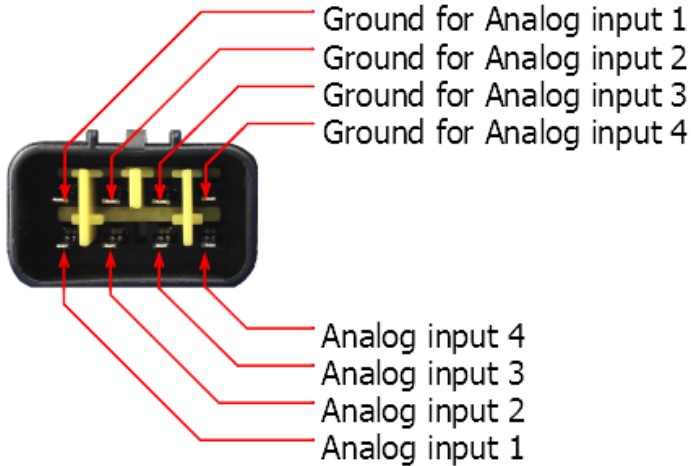 Ground for Analog input 1
Ground for Analog input 2
Ground for Analog input 3
Ground for Analog input 4
Analog input 4
Analog input 3
Analog input 2
Analog input 1